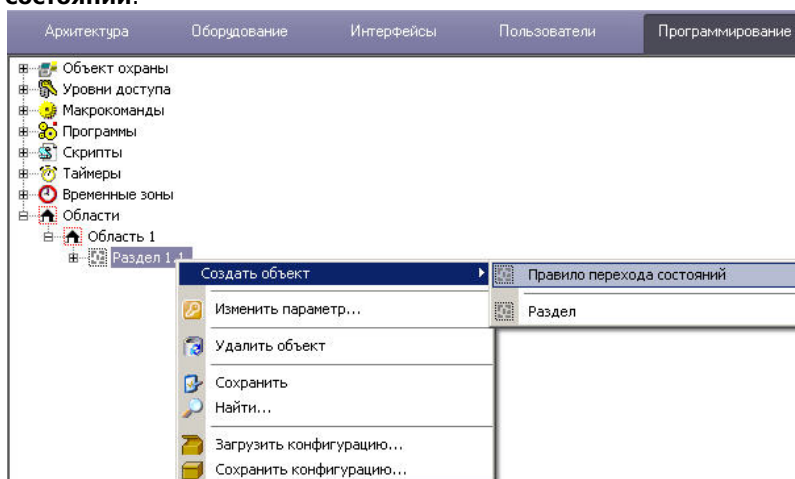 состояний.
Архитектура Оборудование Интерфейсы Пользователи Программирование
Объект охраны
Уровни доступа
Макрокоманды
Программы
Скрипты
Таймеры
Временные зоны
Области
Область 1
Раздел 1.1
Создать объект
Правило перехода состояний
Изменить параметр...
Раздел
Удалить объект
Сохранить
Найти...
Загрузить конфигурацию...
Сохранить конфигурацию...